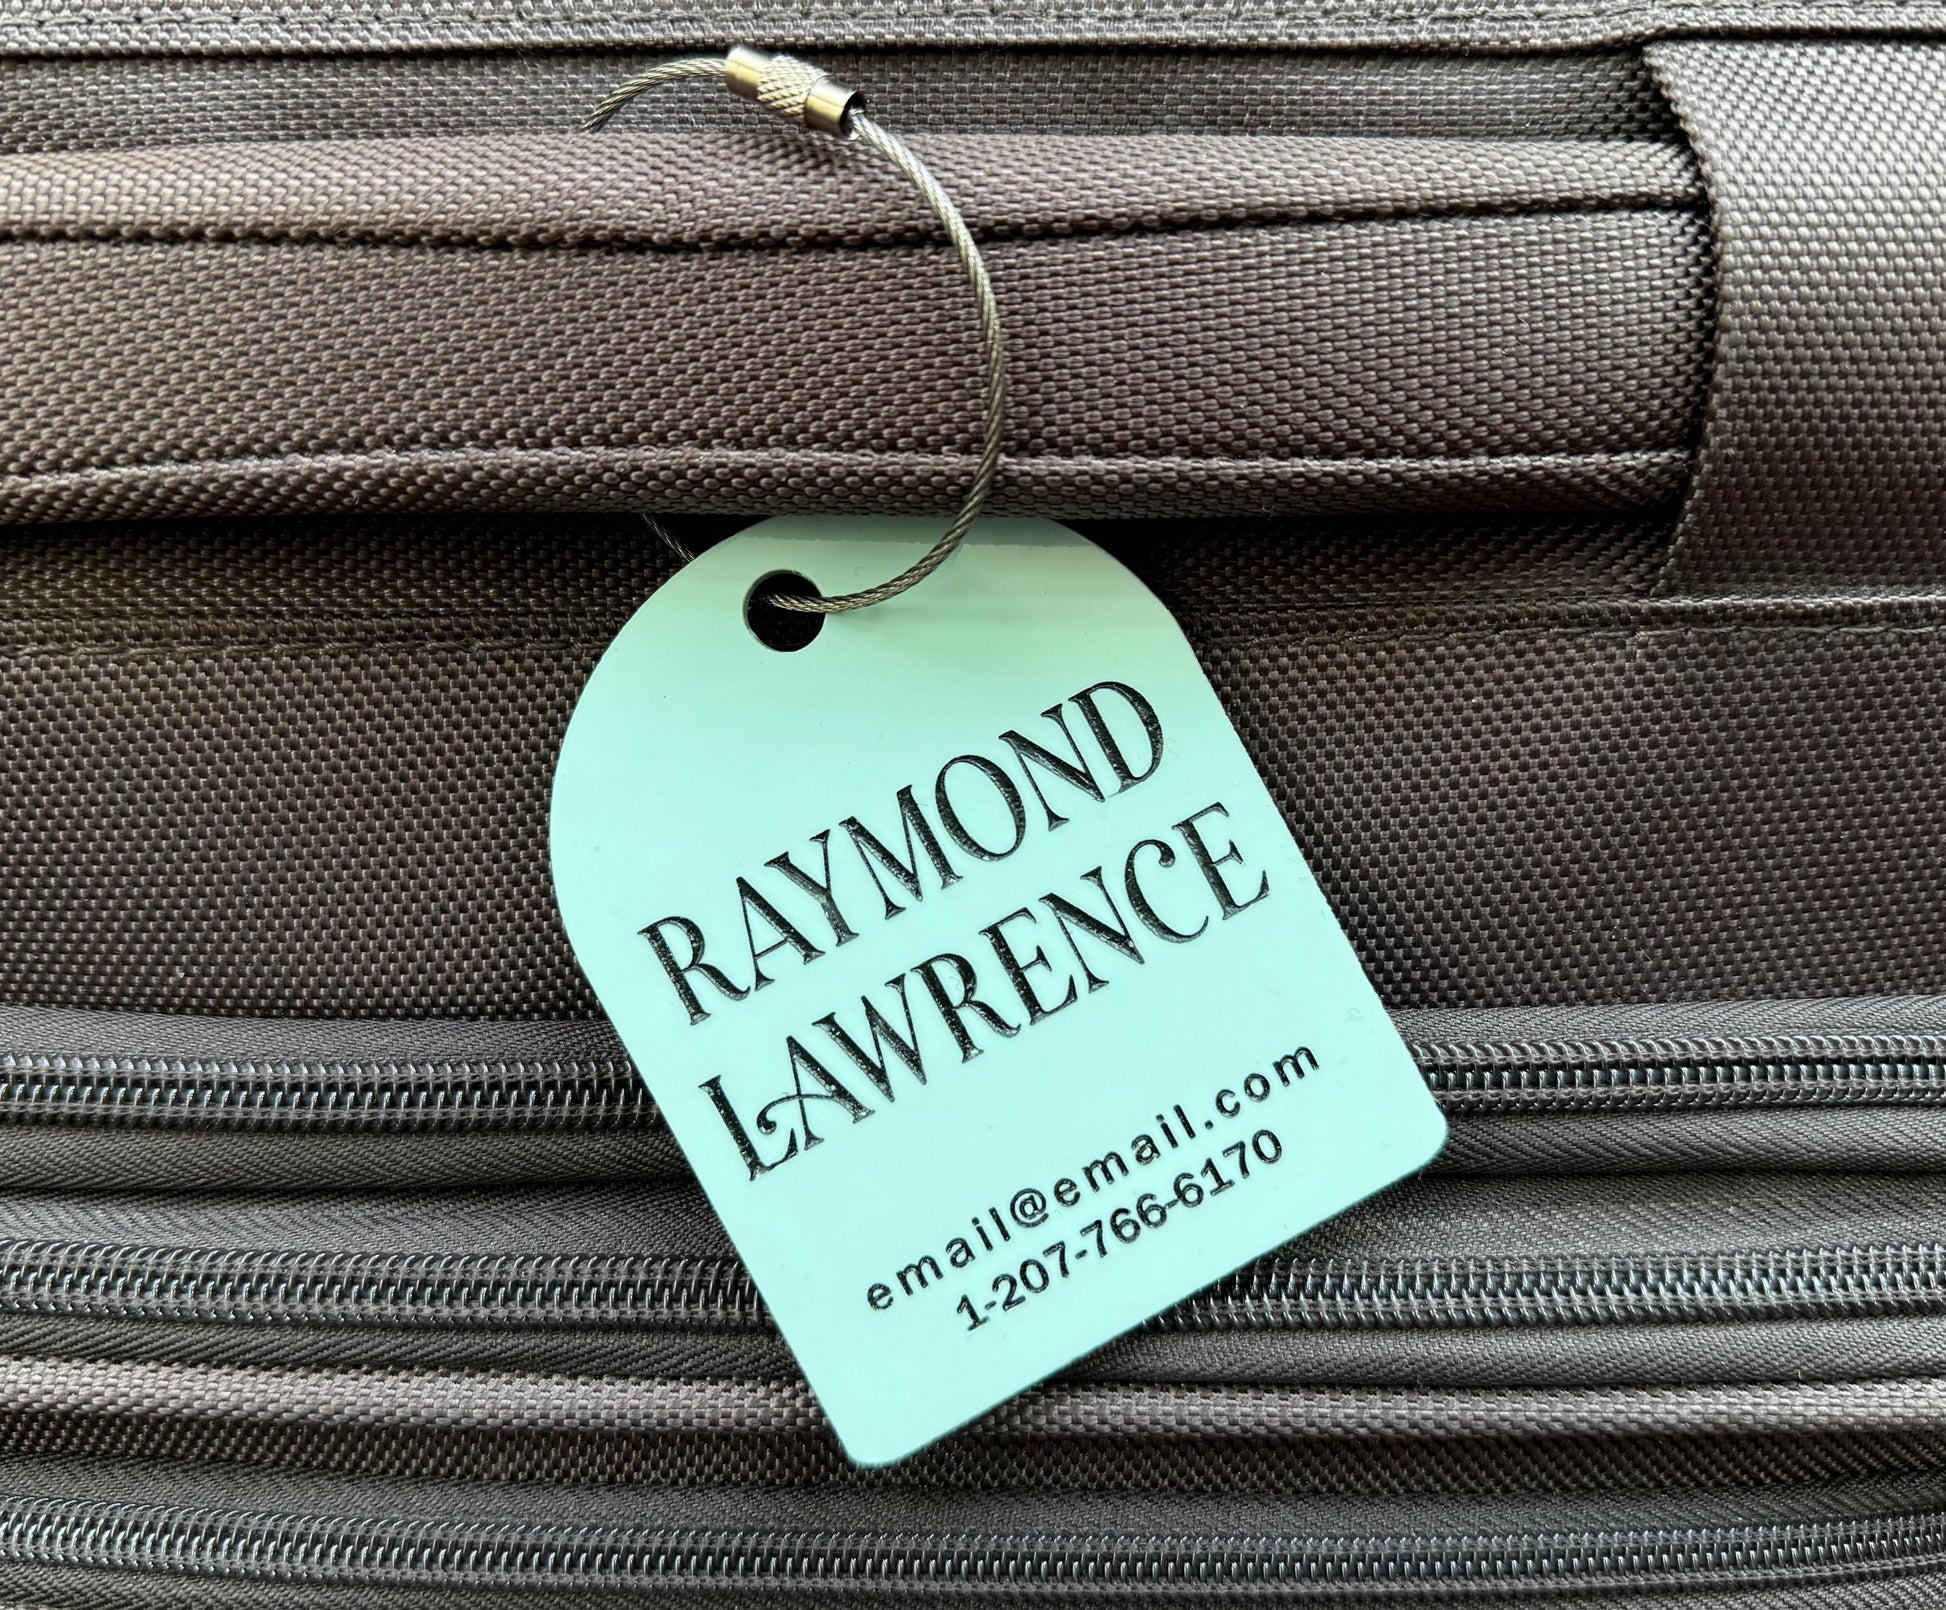 RAYMOND
LAWRENCE
email@email.com
1-207-766-6170